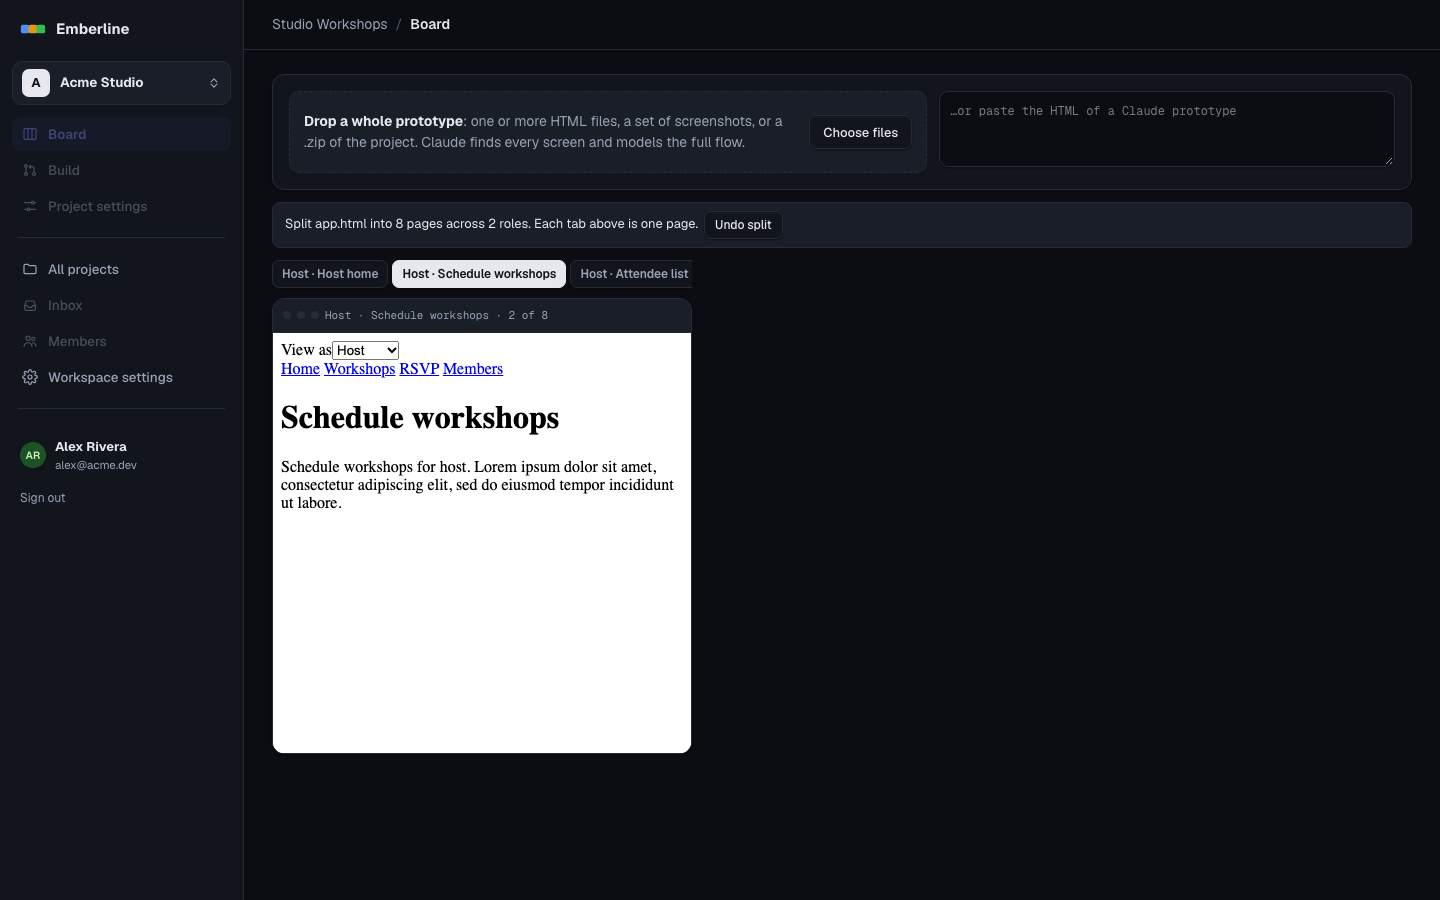 Emberline
A Acme Studio
Board
Build
Project settings
All projects
Inbox
Members
Workspace settings
AR
Alex Rivera
alex@acme.dev
Sign out
Studio Workshops / Board
Drop a whole prototype: one or more HTML files, a set of screenshots, or a
.zip of the project. Claude finds every screen and models the full flow.
Choose files
…or paste the HTML of a Claude prototype
Split app.html into 8 pages across 2 roles. Each tab above is one page. Undo split
Host · Host home Host · Schedule workshops Host · Attendee list
Host · Schedule workshops · 2 of 8
View as Host
Home Workshops RSVP Members
Schedule workshops
Schedule workshops for host. Lorem ipsum dolor sit amet,
consectetur adipiscing elit, sed do eiusmod tempor incididunt
ut labore.